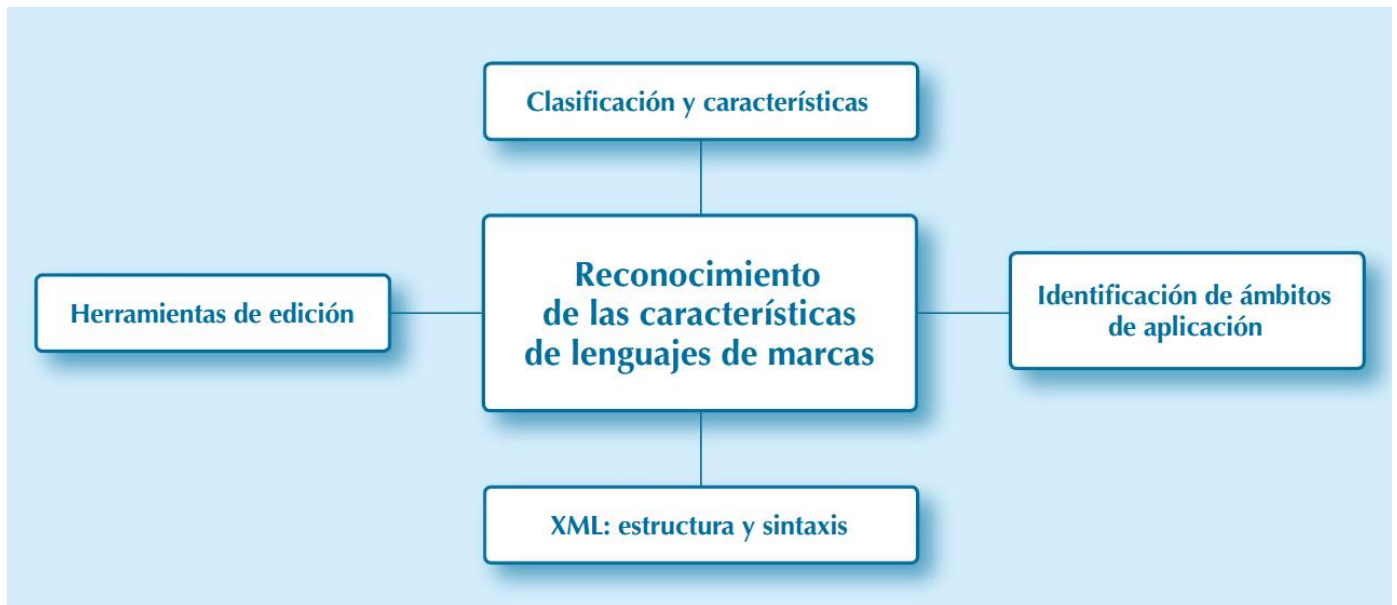 Clasificación y características
Reconocimiento
de las características
de lenguajes de marcas
Herramientas de edición
Identificación de ámbitos
de aplicación
XML: estructura y sintaxis